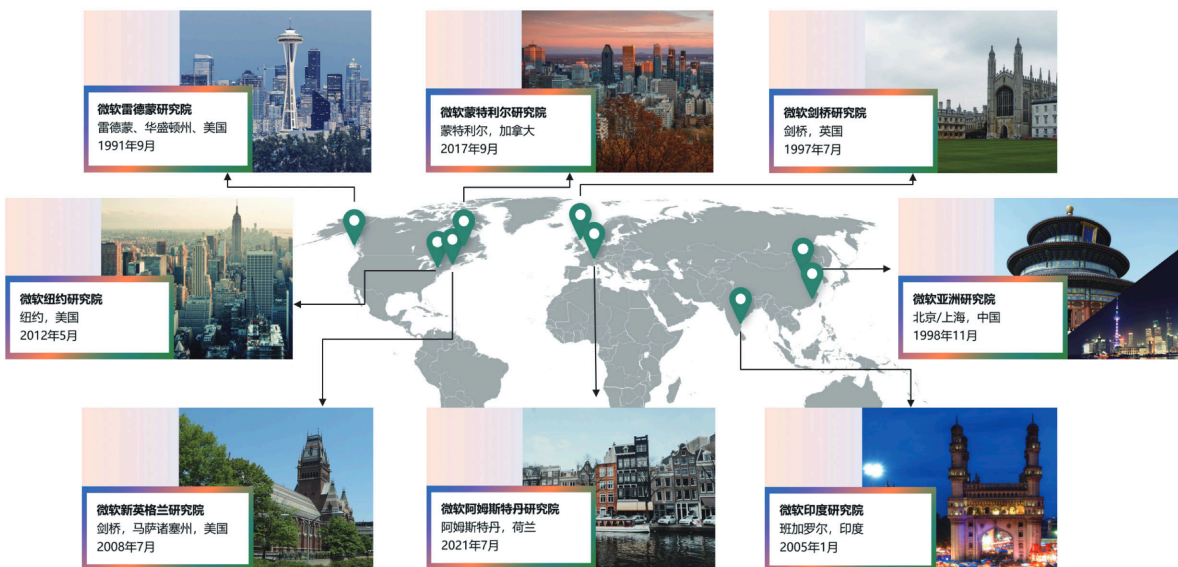 微软雷德蒙研究院
雷德蒙、华盛顿州、美国
1991年9月
微软蒙特利尔研究院
蒙特利尔，加拿大
2017年9月
微软剑桥研究院
剑桥，英国
1997年7月
微软纽约研究院
纽约，美国
2012年5月
微软亚洲研究院
北京/上海，中国
1998年11月
微软新英格兰研究院
剑桥，马萨诸塞州，美国
2008年7月
微软阿姆斯特丹研究院
阿姆斯特丹，荷兰
2021年7月
微软印度研究院
班加罗尔，印度
2005年1月